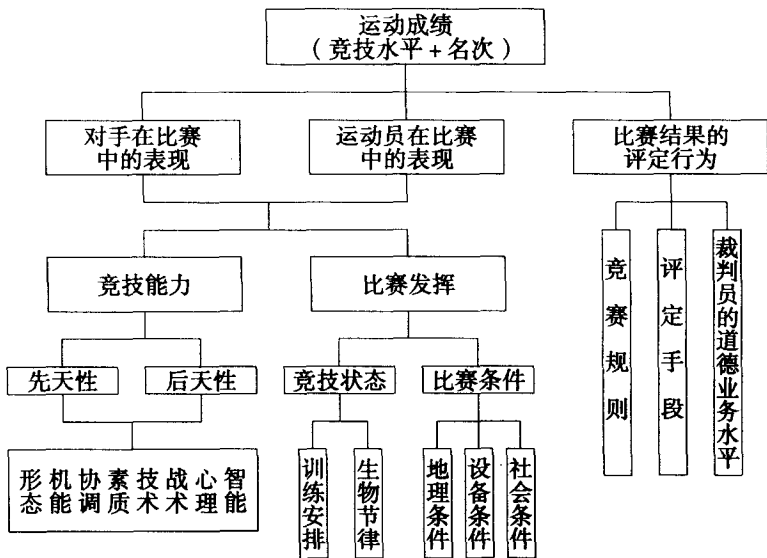 运动成绩
(竞技水平+名次)
对手在比赛
中的表现
运动员在比赛
中的表现
比赛结果的
评定行为
竞技能力
比赛发挥
竞赛规则
评定手段
裁判员的道德业务水平
先天性
后天性
竞技状态
比赛条件
形态
机能
协调
素质
技术
战术
心理
智能
训练安排
生物节律
地理条件
设备条件
社会条件